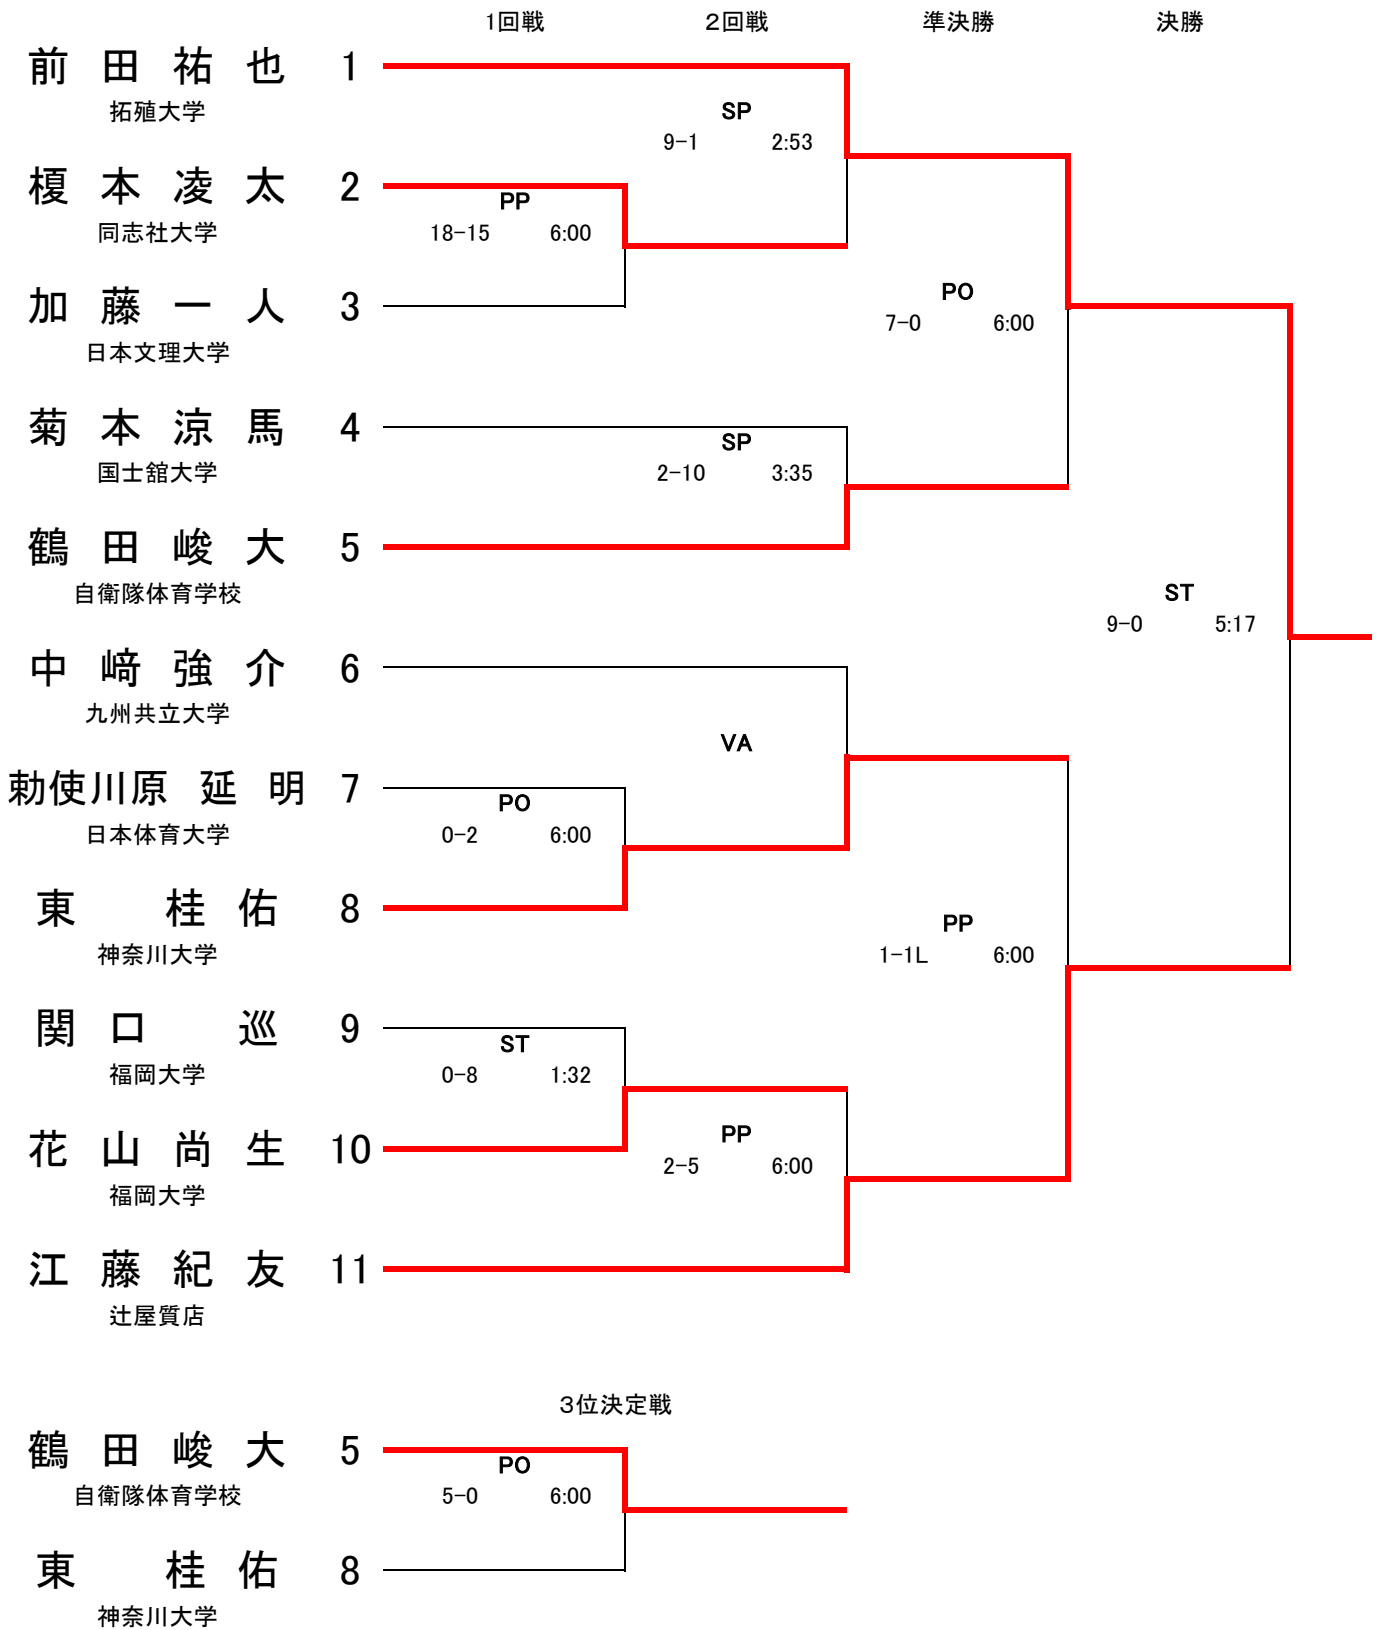 1回戦 2回戦 準決勝 決勝
前田祐也 1
拓殖大学
SP
9-1 2:53
榎本凌太 2
PP
同志社大学
18-15 6:00
加藤一人 3
PO
日本文理大学
7-0 6:00
菊本涼馬 4
SP
国士舘大学
2-10 3:35
鶴田峻大 5
自衛隊体育学校
ST
9-0 5:17
中﨑強介 6
九州共立大学
VA
勅使川原延明 7
PO
日本体育大学
0-2 6:00
東桂佑 8
PP
神奈川大学
1-1L 6:00
関口巡 9
ST
福岡大学
0-8 1:32
花山尚生 10
PP
福岡大学
2-5 6:00
江藤紀友 11
辻屋質店
3位決定戦
鶴田峻大 5
PO
自衛隊体育学校
5-0 6:00
東桂佑 8
神奈川大学